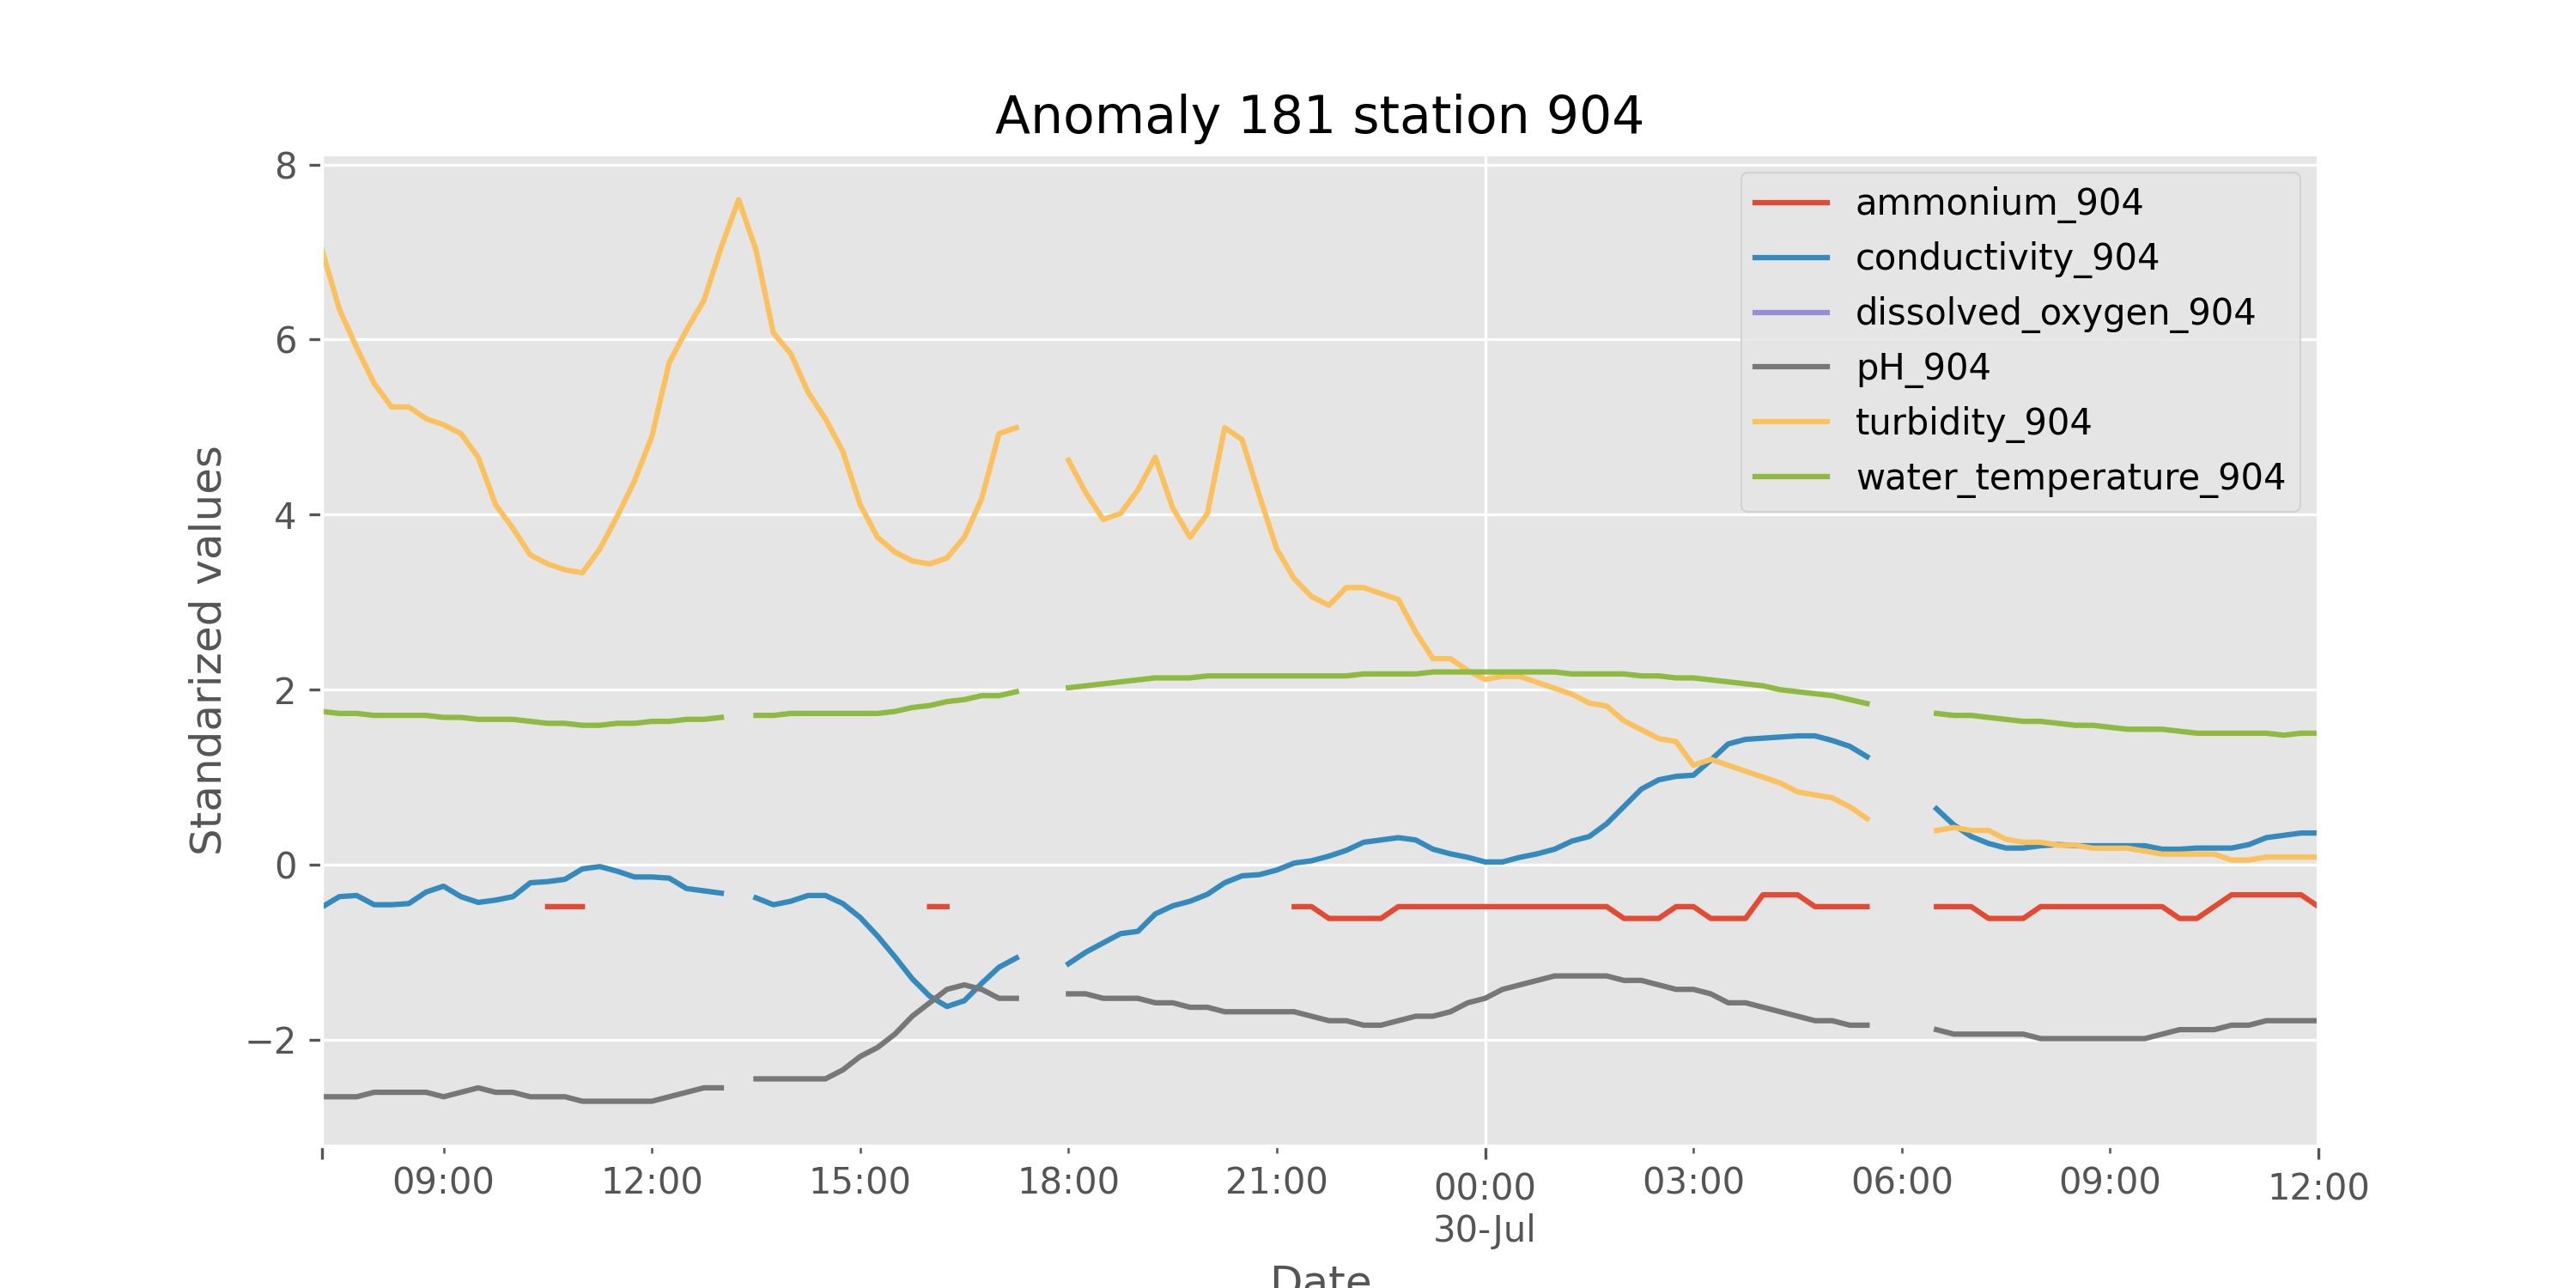 Anomaly 181 station 904
8
6
4
2
0
−2
Standarized values
ammonium_904
conductivity_904
dissolved_oxygen_904
pH_904
turbidity_904
water_temperature_904
09:00 12:00 15:00 18:00 21:00 00:00 03:00 06:00 09:00 12:00
30-Jul
Date